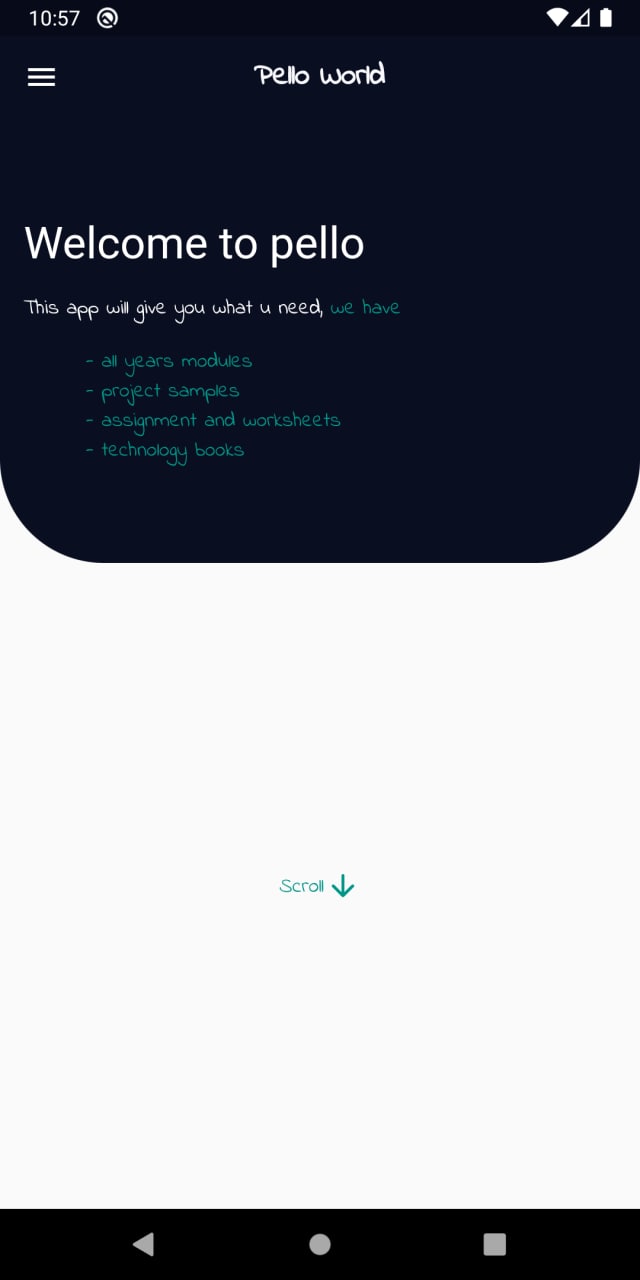 10:57
Pello World
Welcome to pello
This app will give you what u need, we have
- all years modules
- project samples
- assignment and worksheets
- technology books
Scroll